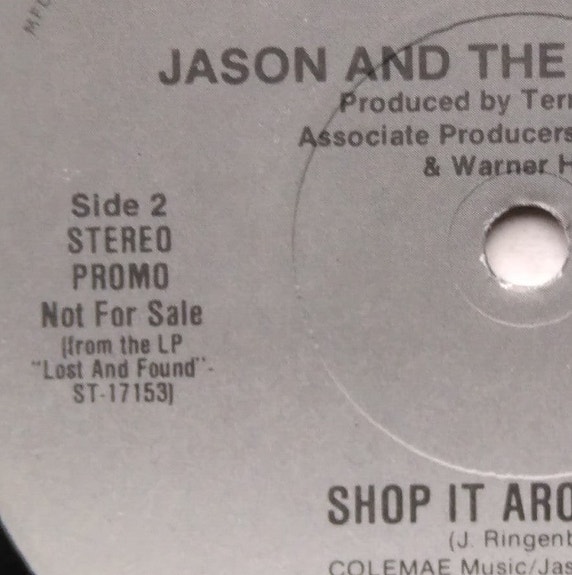 JASON AND THE
Produced by Terr
Associate Producers
& Warner H
Side 2
STEREO
PROMO
Not For Sale
(from the LP
"Lost And Found"-
ST-17153)
SHOP IT ARO
(J. Ringenb
COLEMAE Music/Jas